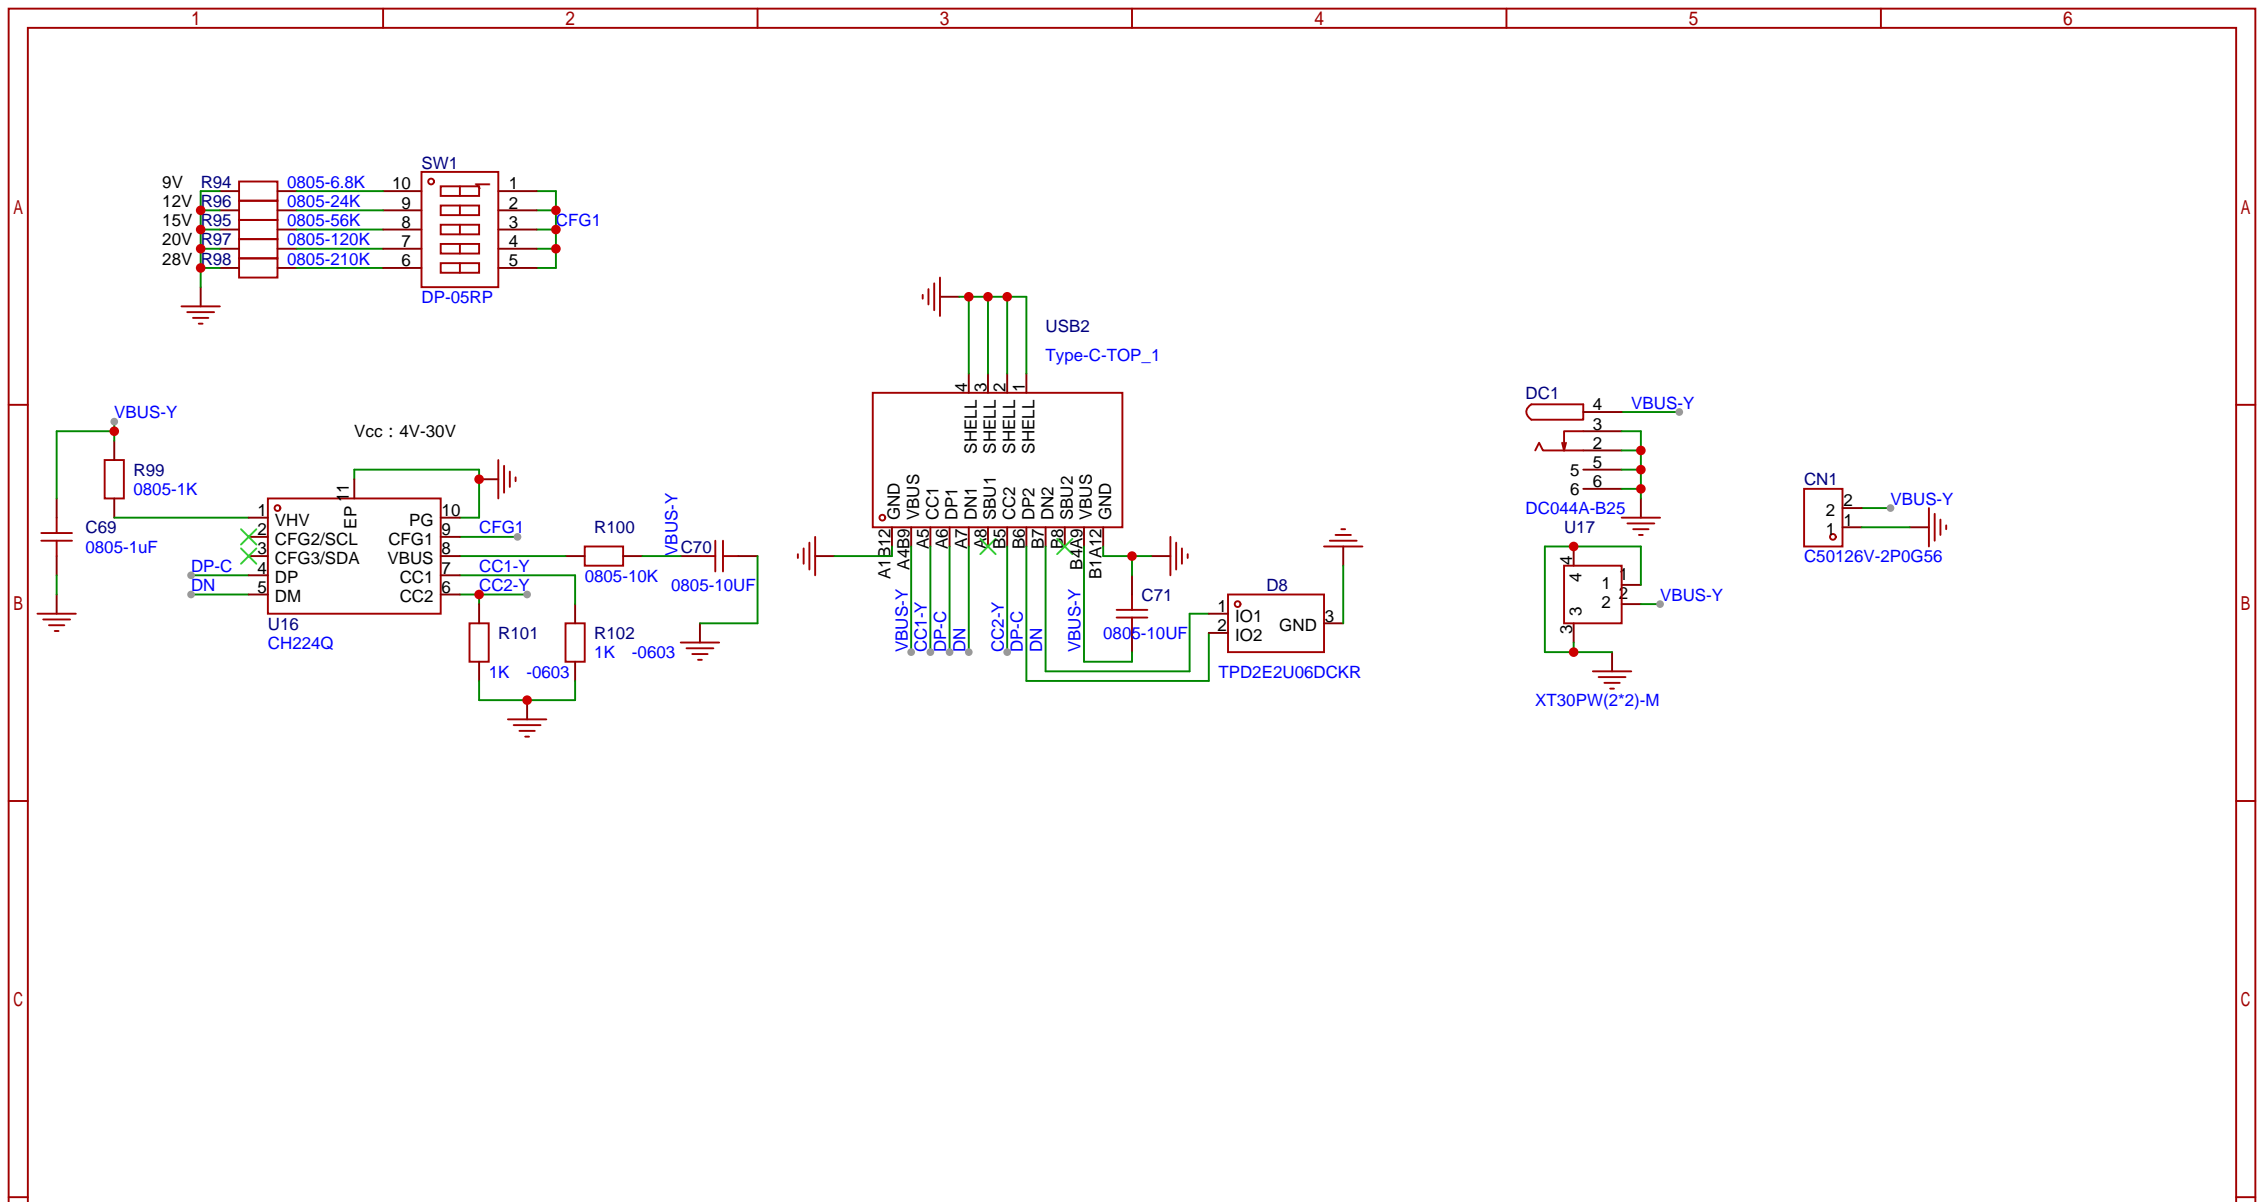 1 2 3 4 5 6
A A
B B
C C
SW1
9V R94 0805-6.8K 10 1
12V R96 0805-24K 9 2
15V R95 0805-56K 8 3
20V R97 0805-120K 7 4
28V R98 0805-210K 6 5
CFG1
DP-05RP
VBUS-Y
Vcc：4V-30V
R99
0805-1K
C69
0805-1uF
11
EP
1 VHV
2 CFG2/SCL
3 CFG3/SDA
4 DP
5 DM
DP-C
DN
PG 10
CFG1 9
VBUS 8
CC1 7
CC2 6
CFG1
CC1-Y
CC2-Y
U16
CH224Q
R100
0805-10K
VBUS-Y
C70
0805-10UF
R101
1K -0603
R102
1K -0603
USB2
Type-C-TOP_1
4 3 2 1
SHELL SHELL SHELL SHELL
GND VBUS CC1 DP1 DN1 SBU1 CC2 DP2 DN2 SBU2 VBUS GND
A1B12 A4B9 A5 A6 A7 A8 B5 B6 B7 B8 B4A9 B1A12
VBUS-Y CC1-Y DP-C DN CC2-Y DP-C DN VBUS-Y
C71
0805-10UF
D8
1 IO1
2 IO2
GND 3
TPD2E2U06DCKR
DC1
4 VBUS-Y
3
2
5 5
6 6
DC044A-B25
U17
4
4
1 1
2 2
VBUS-Y
3
3
XT30PW(2*2)-M
CN1
2 2 VBUS-Y
1 1
C50126V-2P0G56